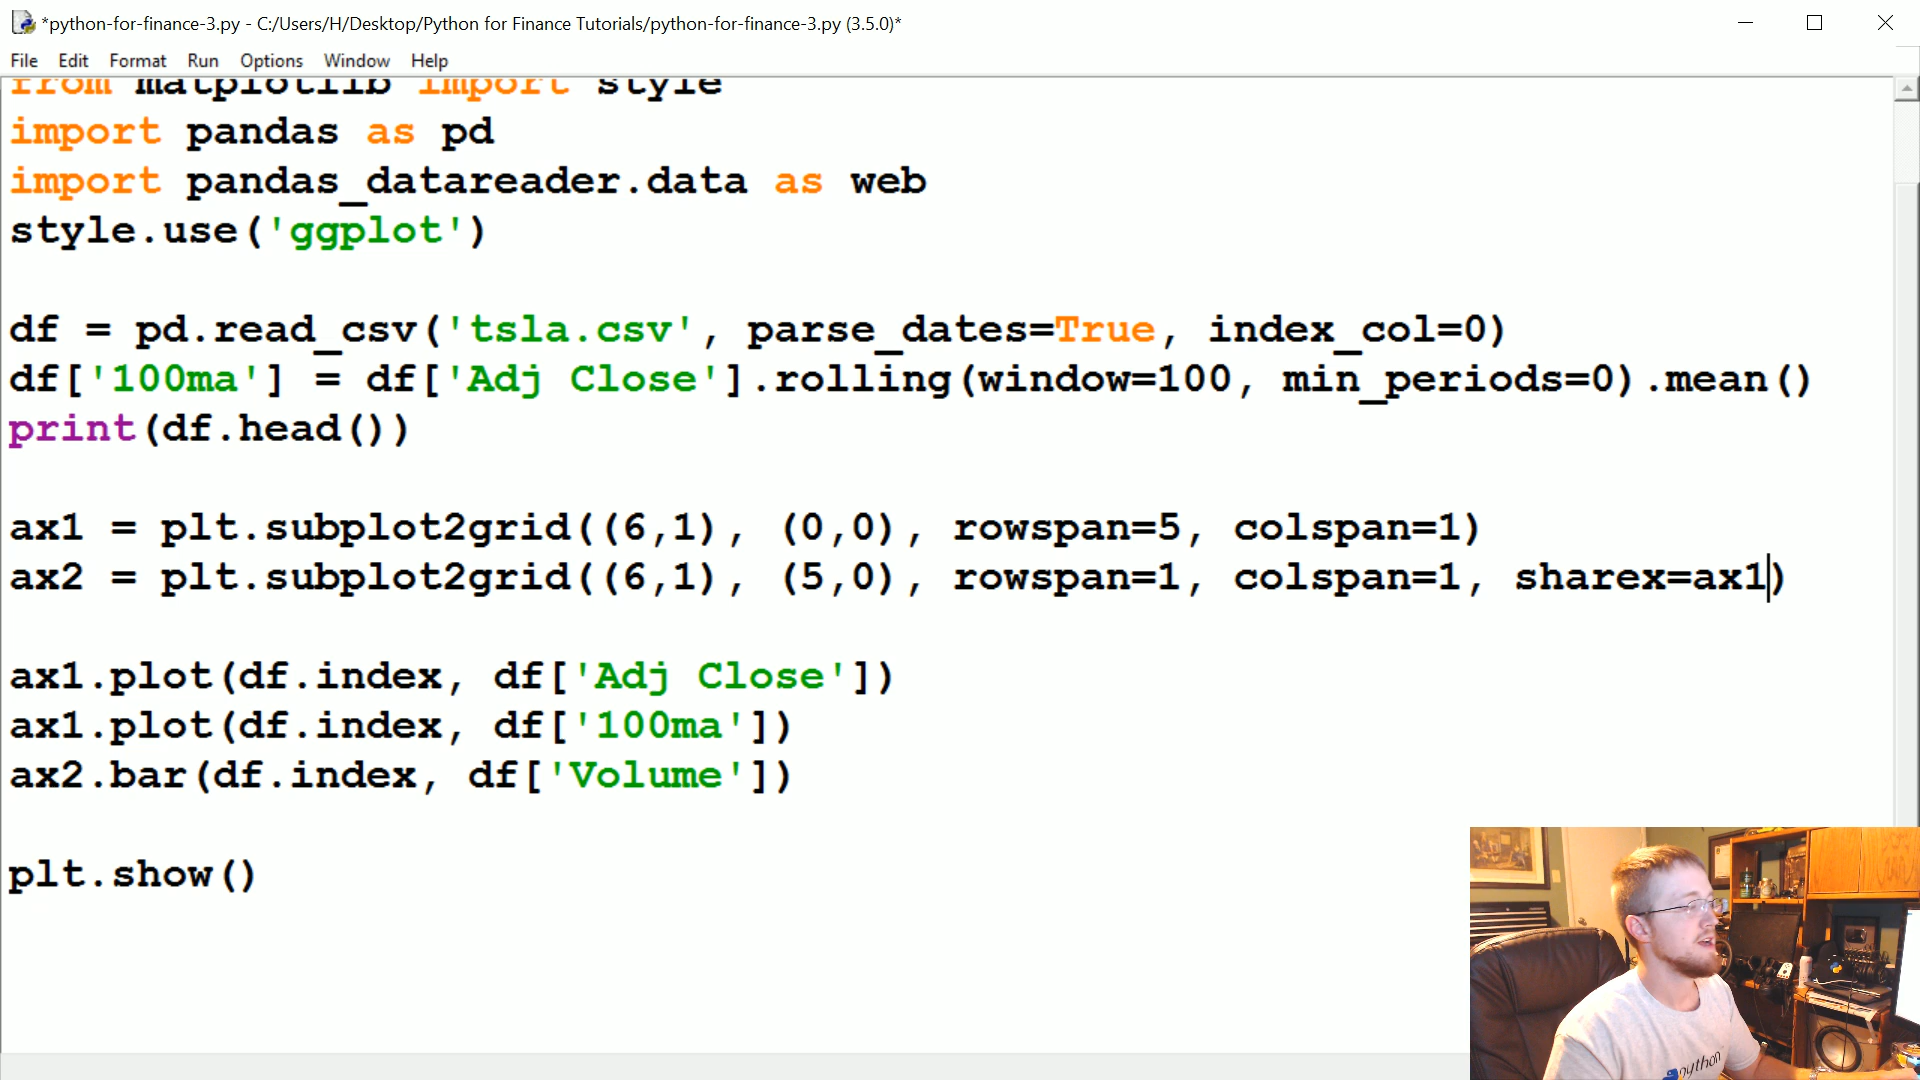 *python-for-finance-3.py - C:/Users/H/Desktop/Python for Finance Tutorials/python-for-finance-3.py (3.5.0)*
File Edit Format Run Options Window Help
from matplotlib import style
import pandas as pd
import pandas_datareader.data as web
style.use('ggplot')
df = pd.read_csv('tsla.csv', parse_dates=True, index_col=0)
df['100ma'] = df['Adj Close'].rolling(window=100, min_periods=0).mean()
print(df.head())
ax1 = plt.subplot2grid((6,1), (0,0), rowspan=5, colspan=1)
ax2 = plt.subplot2grid((6,1), (5,0), rowspan=1, colspan=1, sharex=ax1)
ax1.plot(df.index, df['Adj Close'])
ax1.plot(df.index, df['100ma'])
ax2.bar(df.index, df['Volume'])
plt.show()
python